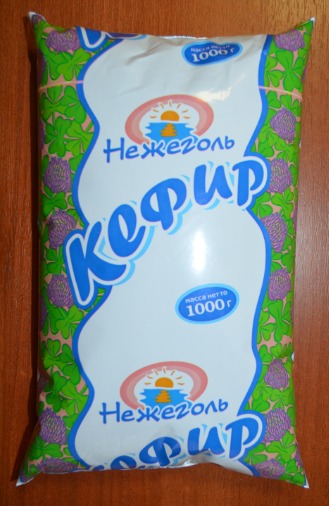 масса нетто
1000 г
Нежеголь
Кефир
масса нетто
1000 г
Нежеголь
Кефир